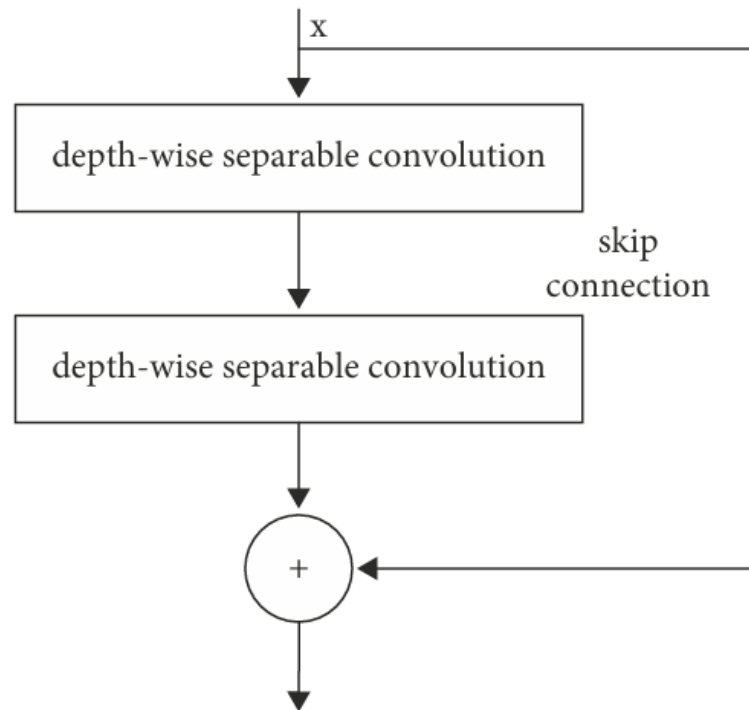 x
depth-wise separable convolution
skip
connection
depth-wise separable convolution
+